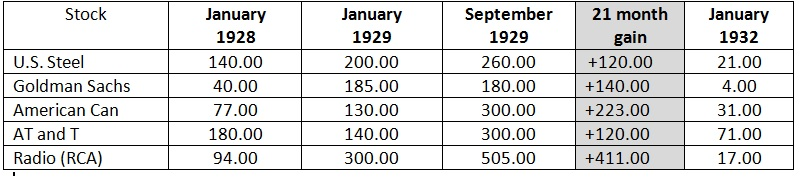 Stock January 1928 January 1929 September 1929 21 month gain January 1932
U.S. Steel 140.00 200.00 260.00 +120.00 21.00
Goldman Sachs 40.00 185.00 180.00 +140.00 4.00
American Can 77.00 130.00 300.00 +223.00 31.00
AT and T 180.00 140.00 300.00 +120.00 71.00
Radio (RCA) 94.00 300.00 505.00 +411.00 17.00